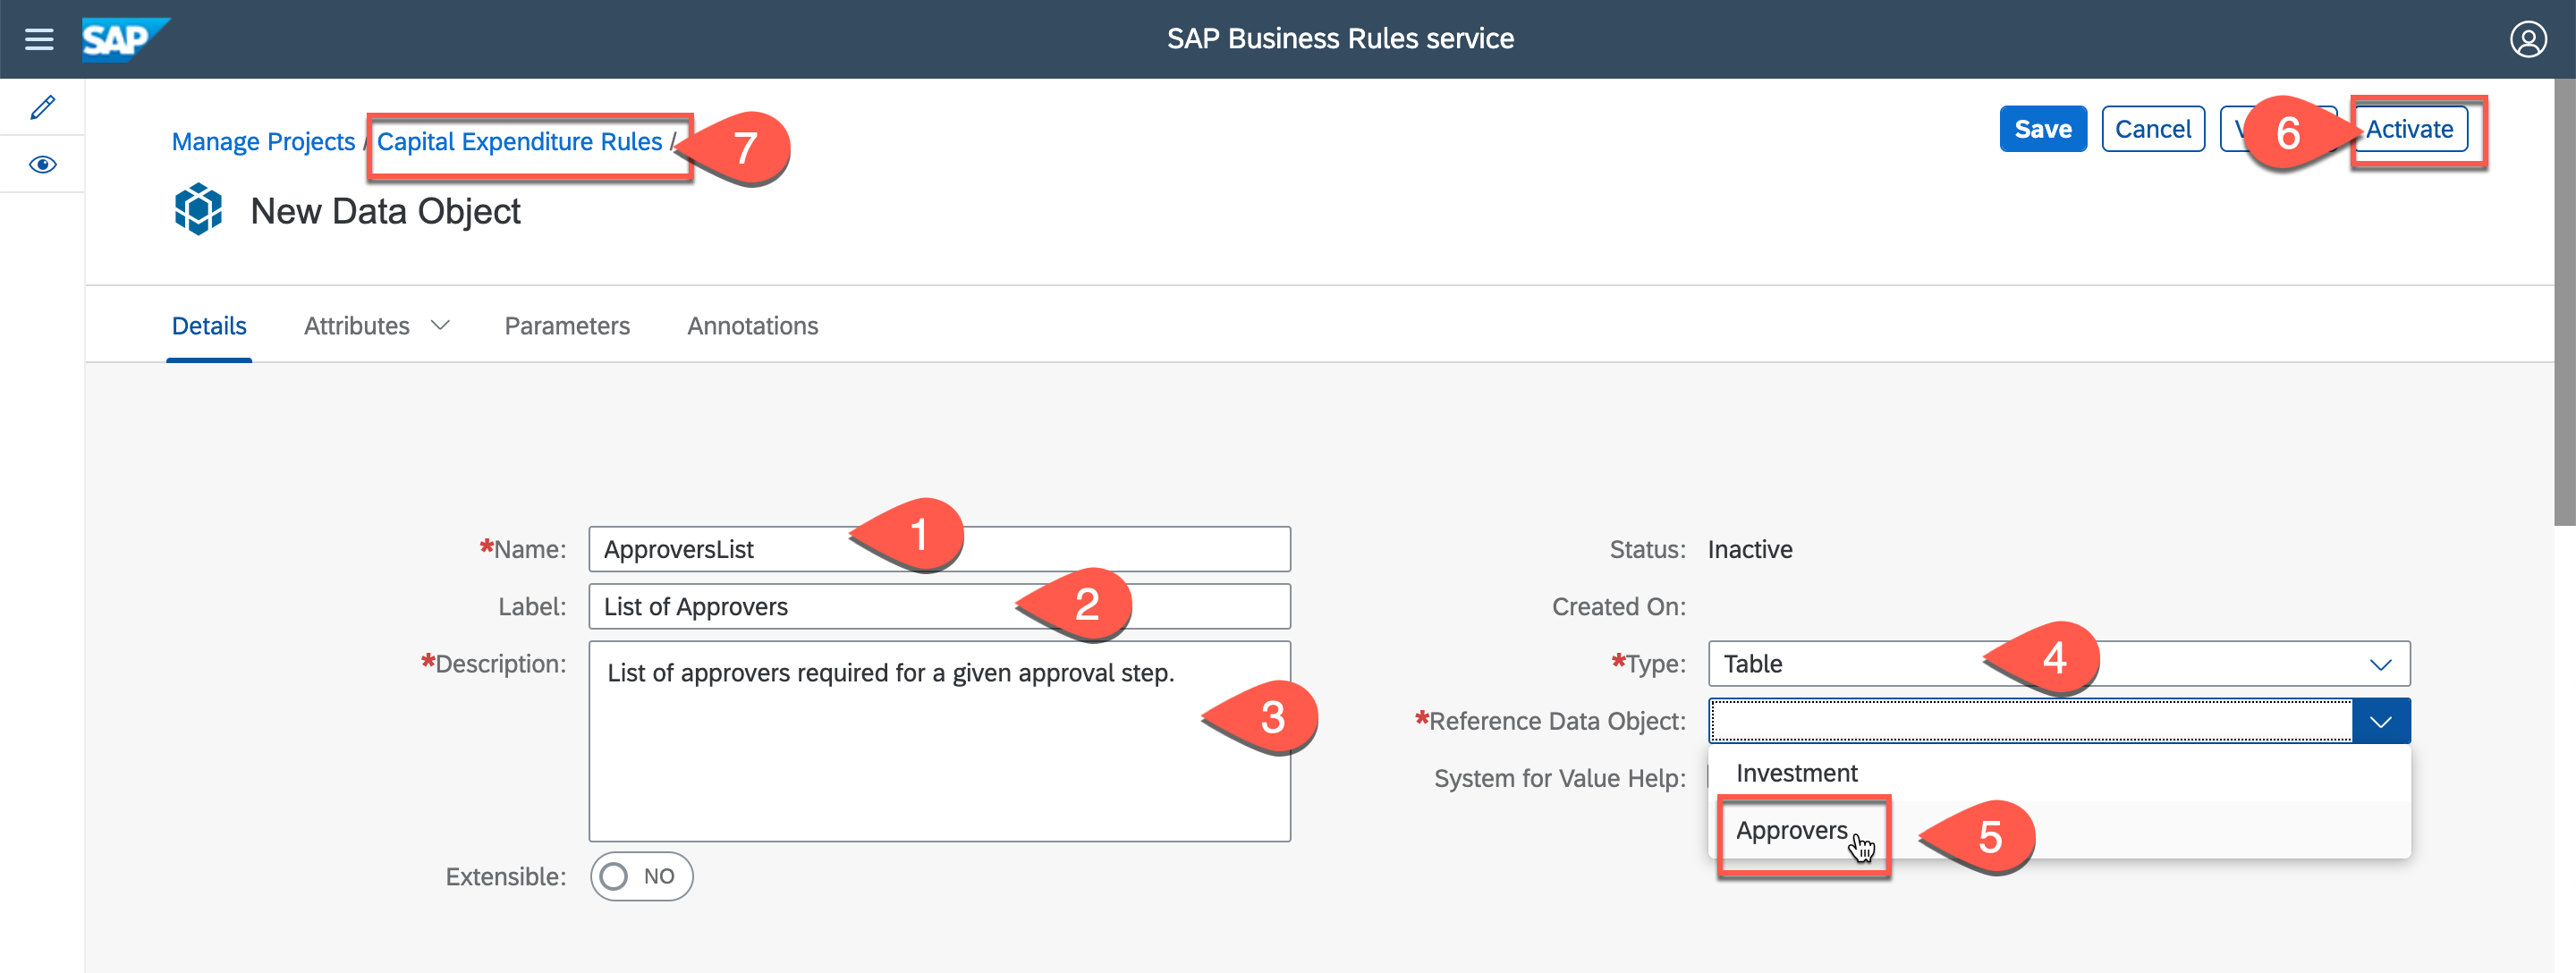 SAP SAP Business Rules service
Manage Projects / Capital Expenditure Rules / 7
Save Cancel V 6 Activate
New Data Object
Details Attributes Parameters Annotations
*Name: ApproversList 1
Status: Inactive
Label: List of Approvers 2
Created On:
*Description: List of approvers required for a given approval step. 3
*Type: Table 4
*Reference Data Object:
System for Value Help:
Investment
Approvers 5
Extensible: NO